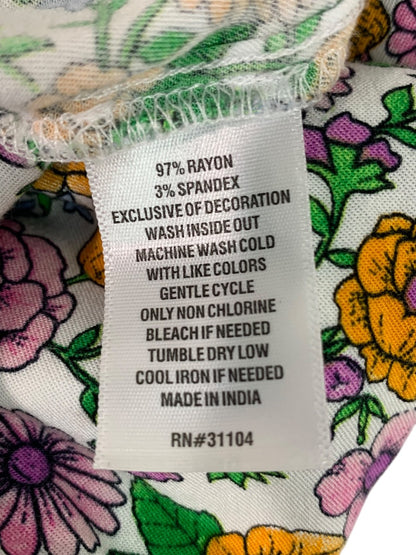 97% RAYON
3% SPANDEX
EXCLUSIVE OF DECORATION
WASH INSIDE OUT
MACHINE WASH COLD
WITH LIKE COLORS
GENTLE CYCLE
ONLY NON CHLORINE
BLEACH IF NEEDED
TUMBLE DRY LOW
COOL IRON IF NEEDED
MADE IN INDIA
RN#31104